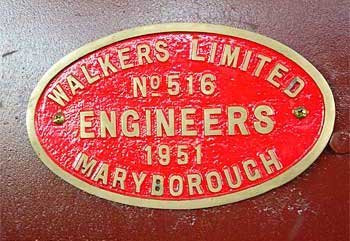 WALKERS LIMITED
No 516
ENGINEERS
1951
MARYBOROUGH